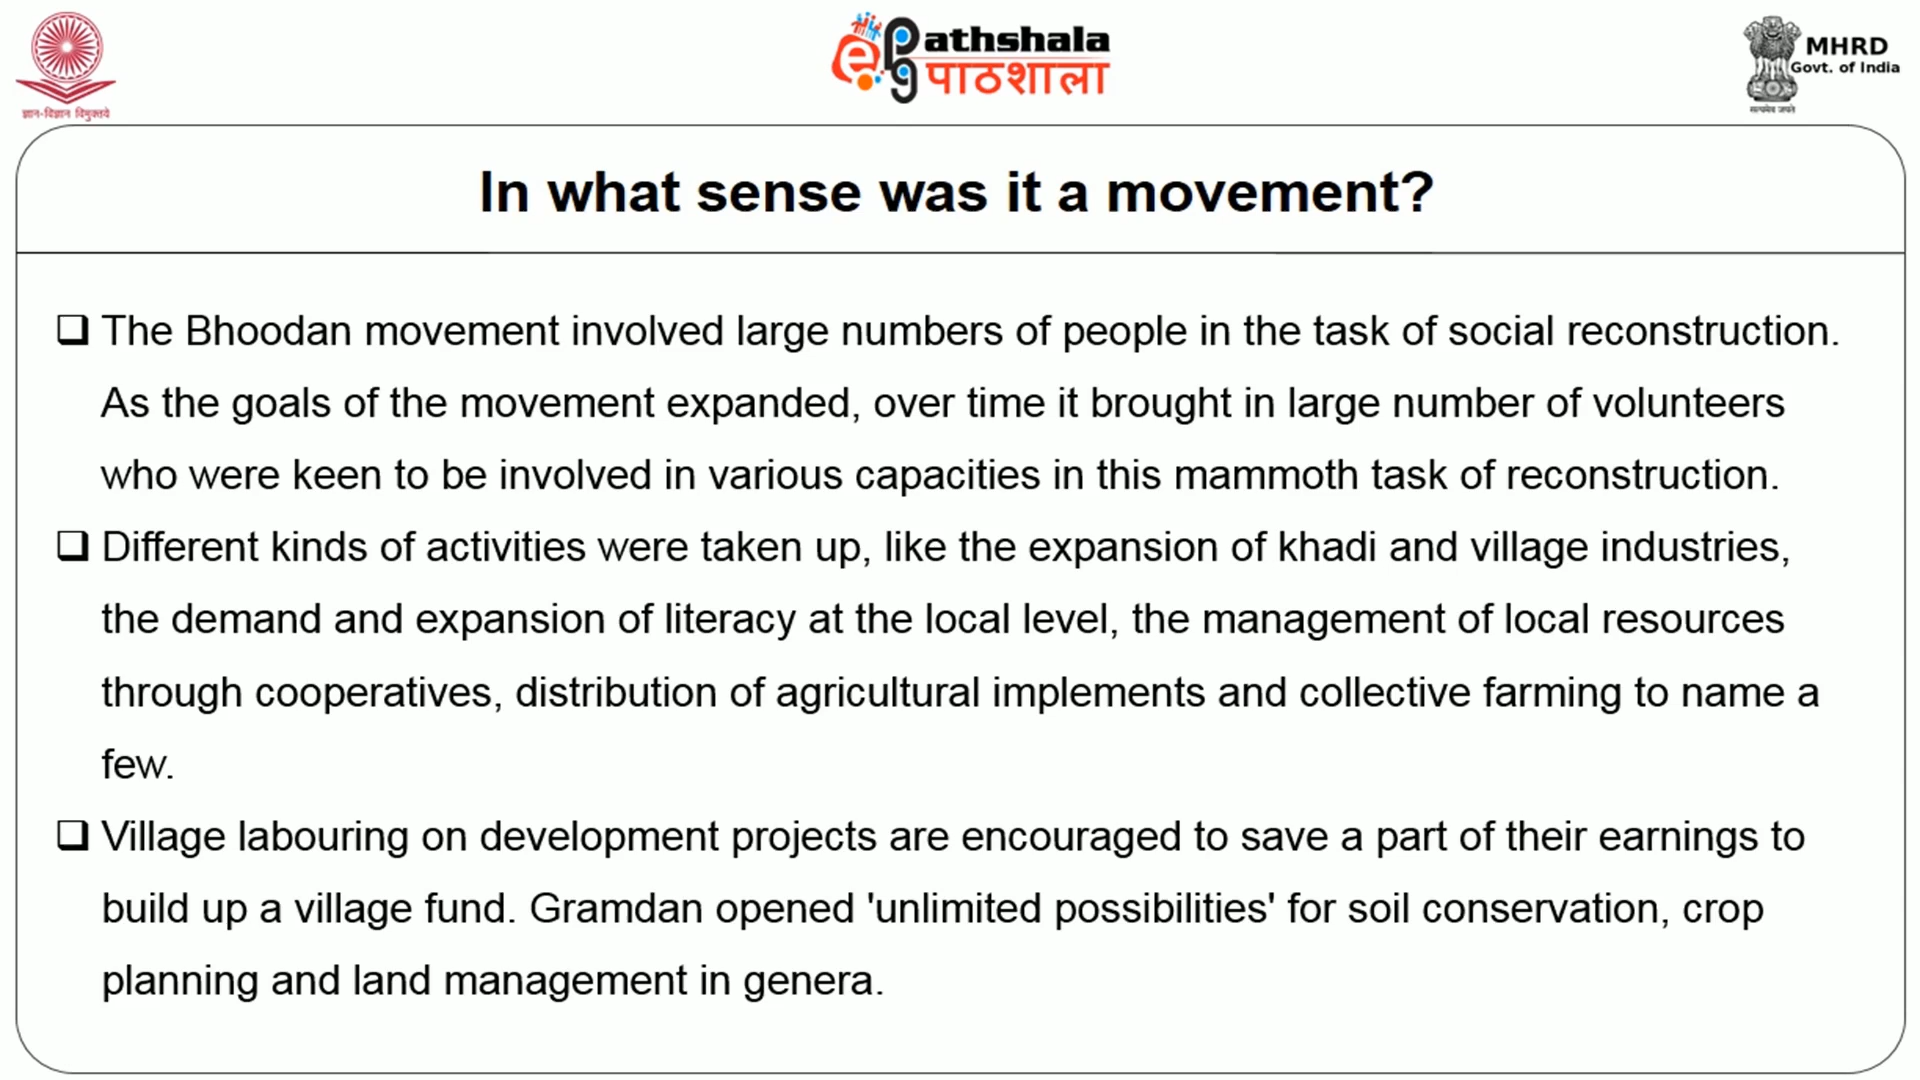 ज्ञान-विज्ञान विमुक्तये
e
pg
Pathshala
पाठशाला
MHRD
Govt. of India
सत्यमेव जयते
In what sense was it a movement?
The Bhoodan movement involved large numbers of people in the task of social reconstruction.
As the goals of the movement expanded, over time it brought in large number of volunteers
who were keen to be involved in various capacities in this mammoth task of reconstruction.
Different kinds of activities were taken up, like the expansion of khadi and village industries,
the demand and expansion of literacy at the local level, the management of local resources
through cooperatives, distribution of agricultural implements and collective farming to name a
few.
Village labouring on development projects are encouraged to save a part of their earnings to
build up a village fund. Gramdan opened 'unlimited possibilities' for soil conservation, crop
planning and land management in genera.